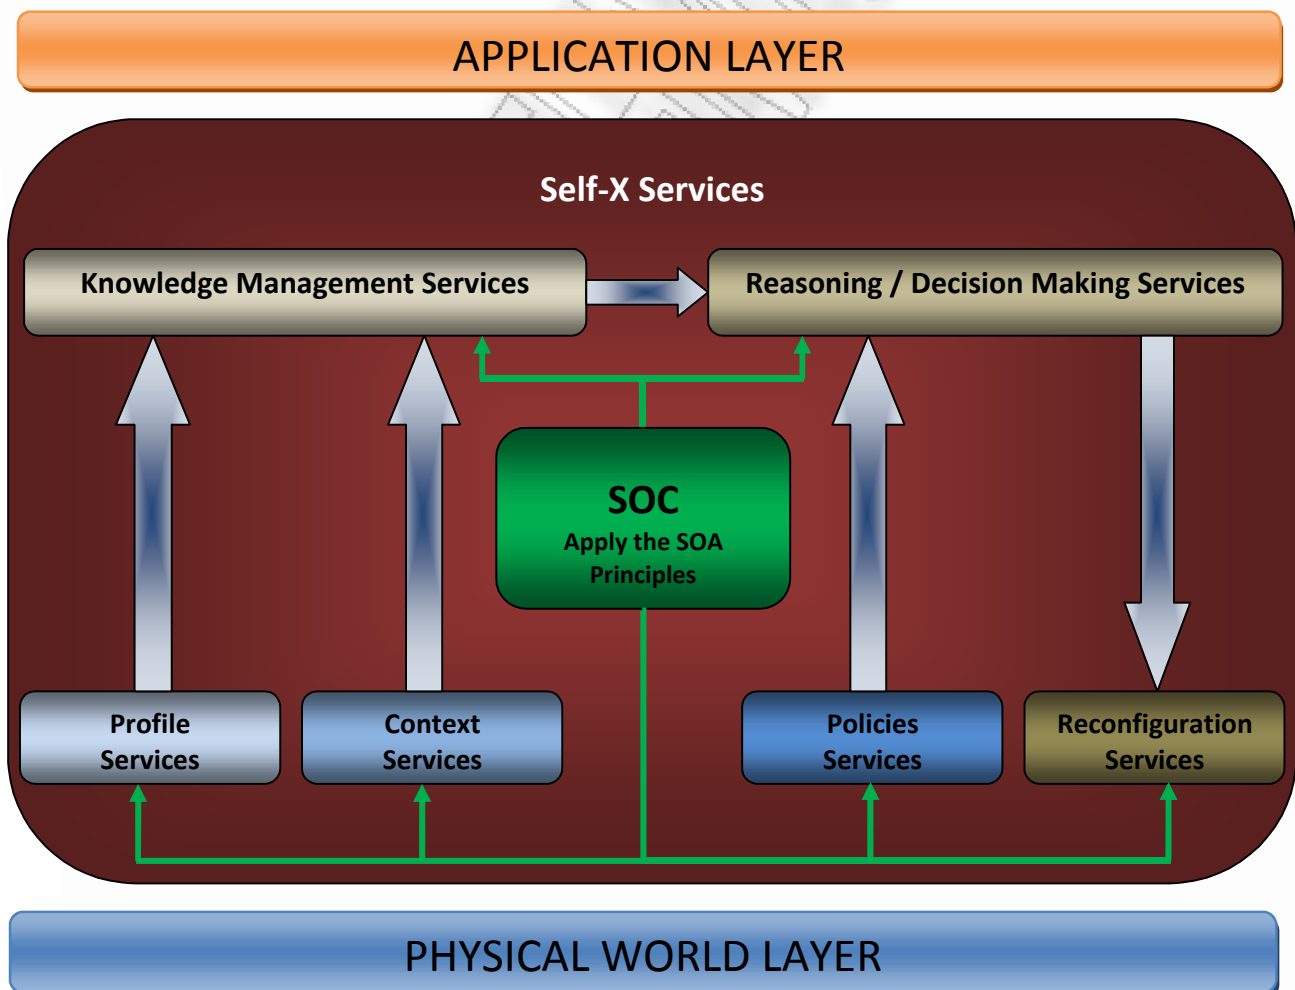 APPLICATION LAYER
Self-X Services
Knowledge Management Services
Reasoning / Decision Making Services
SOC
Apply the SOA
Principles
Profile
Services
Context
Services
Policies
Services
Reconfiguration
Services
PHYSICAL WORLD LAYER